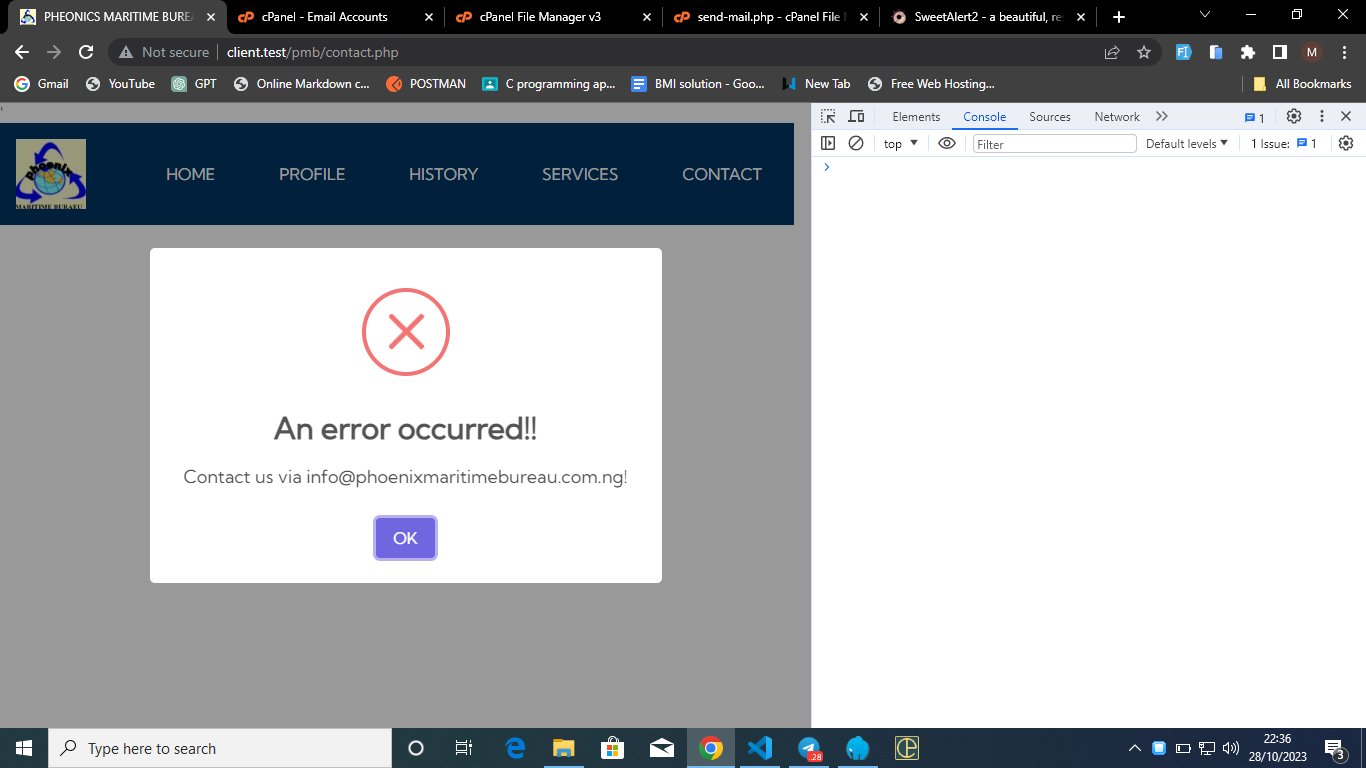 PHEONICS MARITIME BUREA
cPanel - Email Accounts
cPanel File Manager v3
send-mail.php - cPanel File M
SweetAlert2 - a beautiful, re
Not secure
client.test/pmb/contact.php
M
Gmail
YouTube
GPT
Online Markdown c...
POSTMAN
C programming ap...
BMI solution - Goo...
New Tab
Free Web Hosting...
All Bookmarks
Elements
Console
Sources
Network
1
top
Filter
Default levels
1 Issue:
1
phoenix
MARITIME BURAEU
HOME
PROFILE
HISTORY
SERVICES
CONTACT
An error occurred!!
Contact us via info@phoenixmaritimebureau.com.ng!
OK
Type here to search
28
22:36
28/10/2023
3